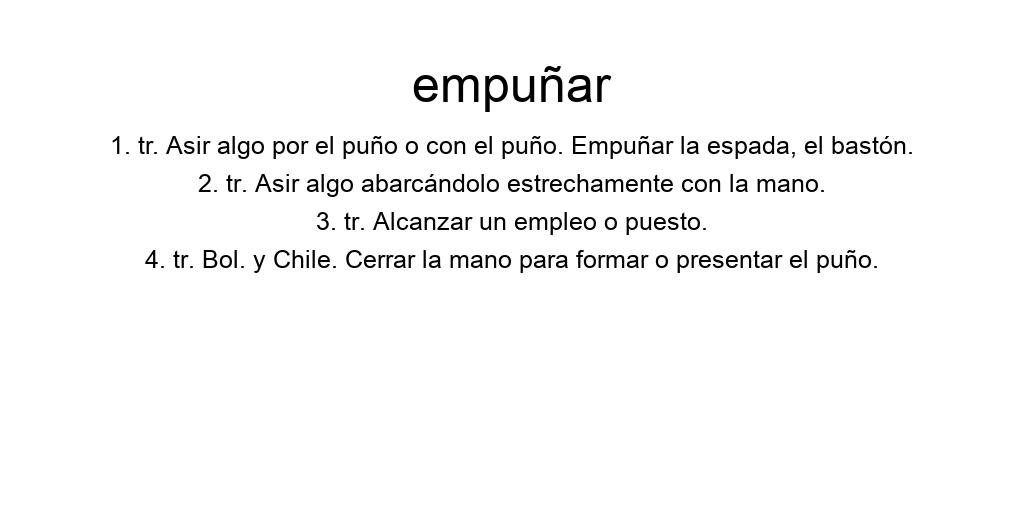 empuñar
1. tr. Asir algo por el puño o con el puño. Empuñar la espada, el bastón.
2. tr. Asir algo abarcándolo estrechamente con la mano.
3. tr. Alcanzar un empleo o puesto.
4. tr. Bol. y Chile. Cerrar la mano para formar o presentar el puño.